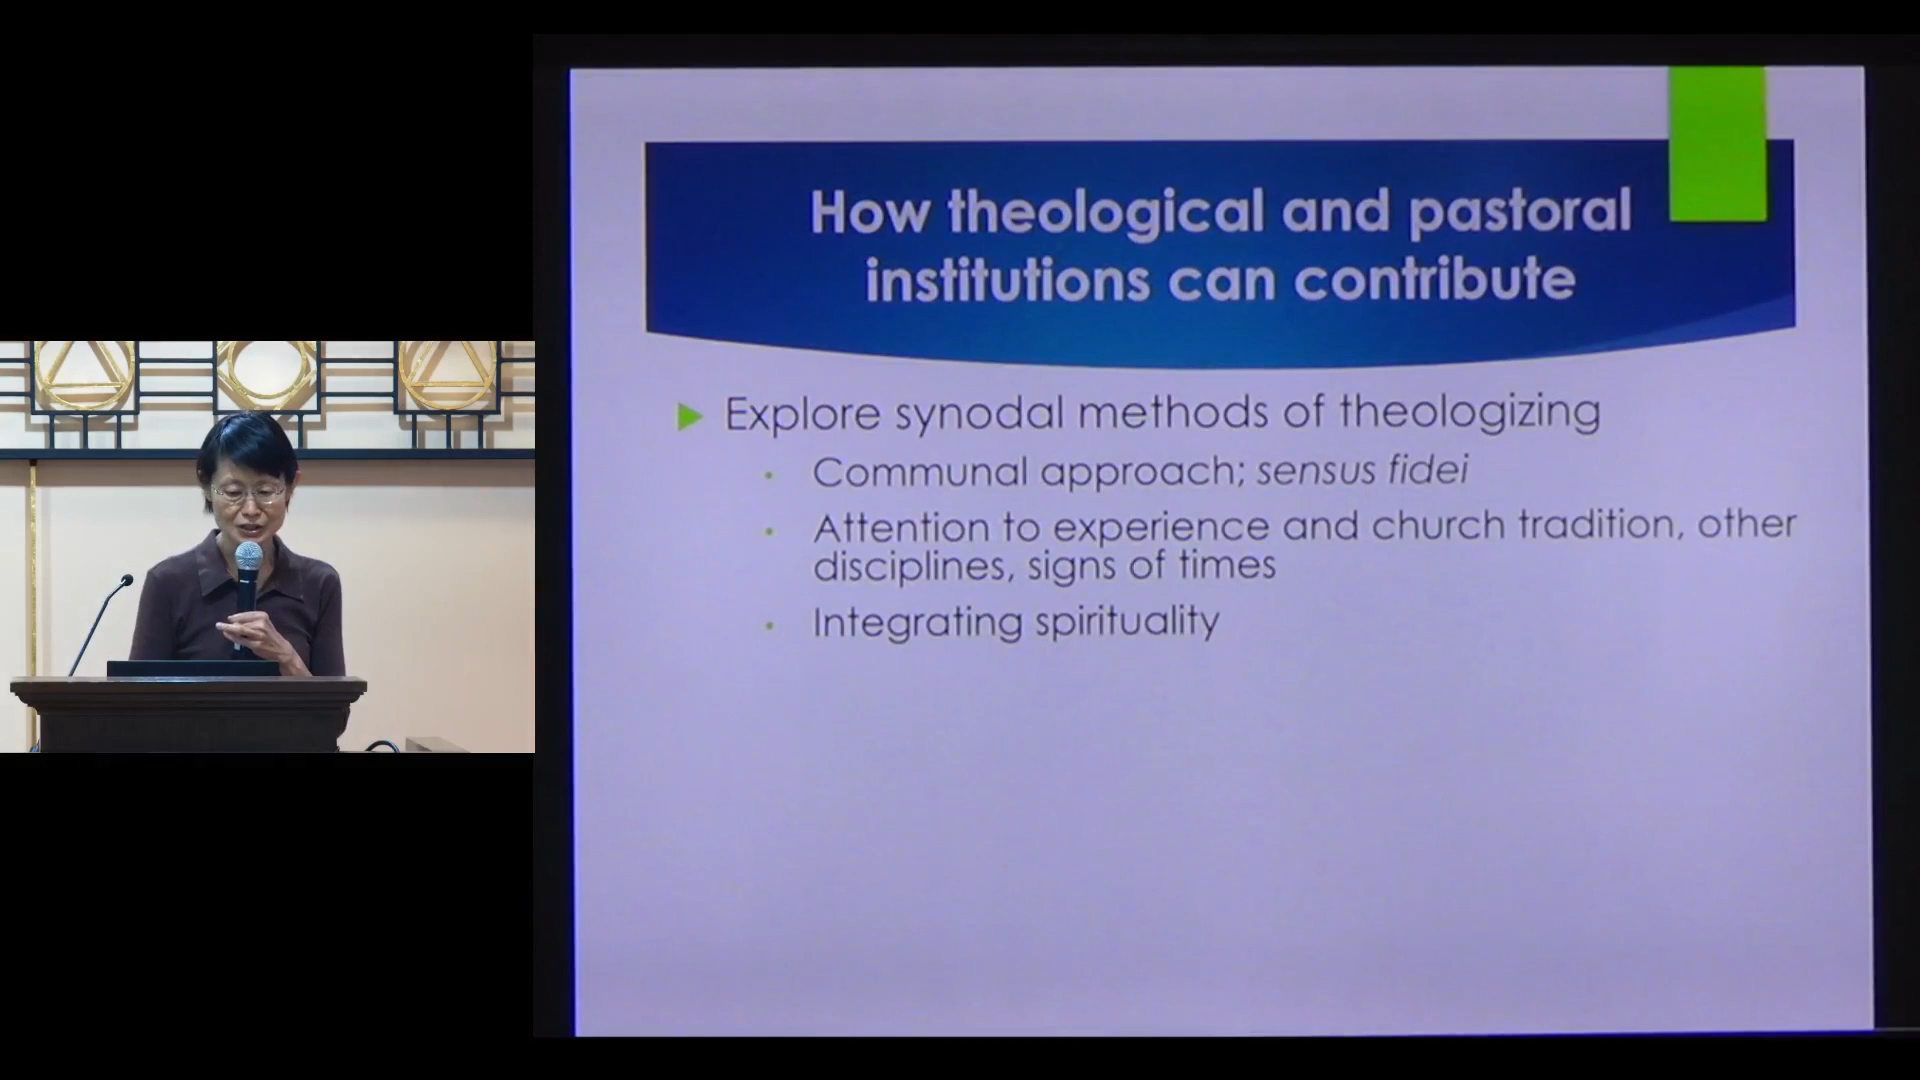 How theological and pastoral
institutions can contribute
Explore synodal methods of theologizing
Communal approach; sensus fidei
Attention to experience and church tradition, other
disciplines, signs of times
Integrating spirituality